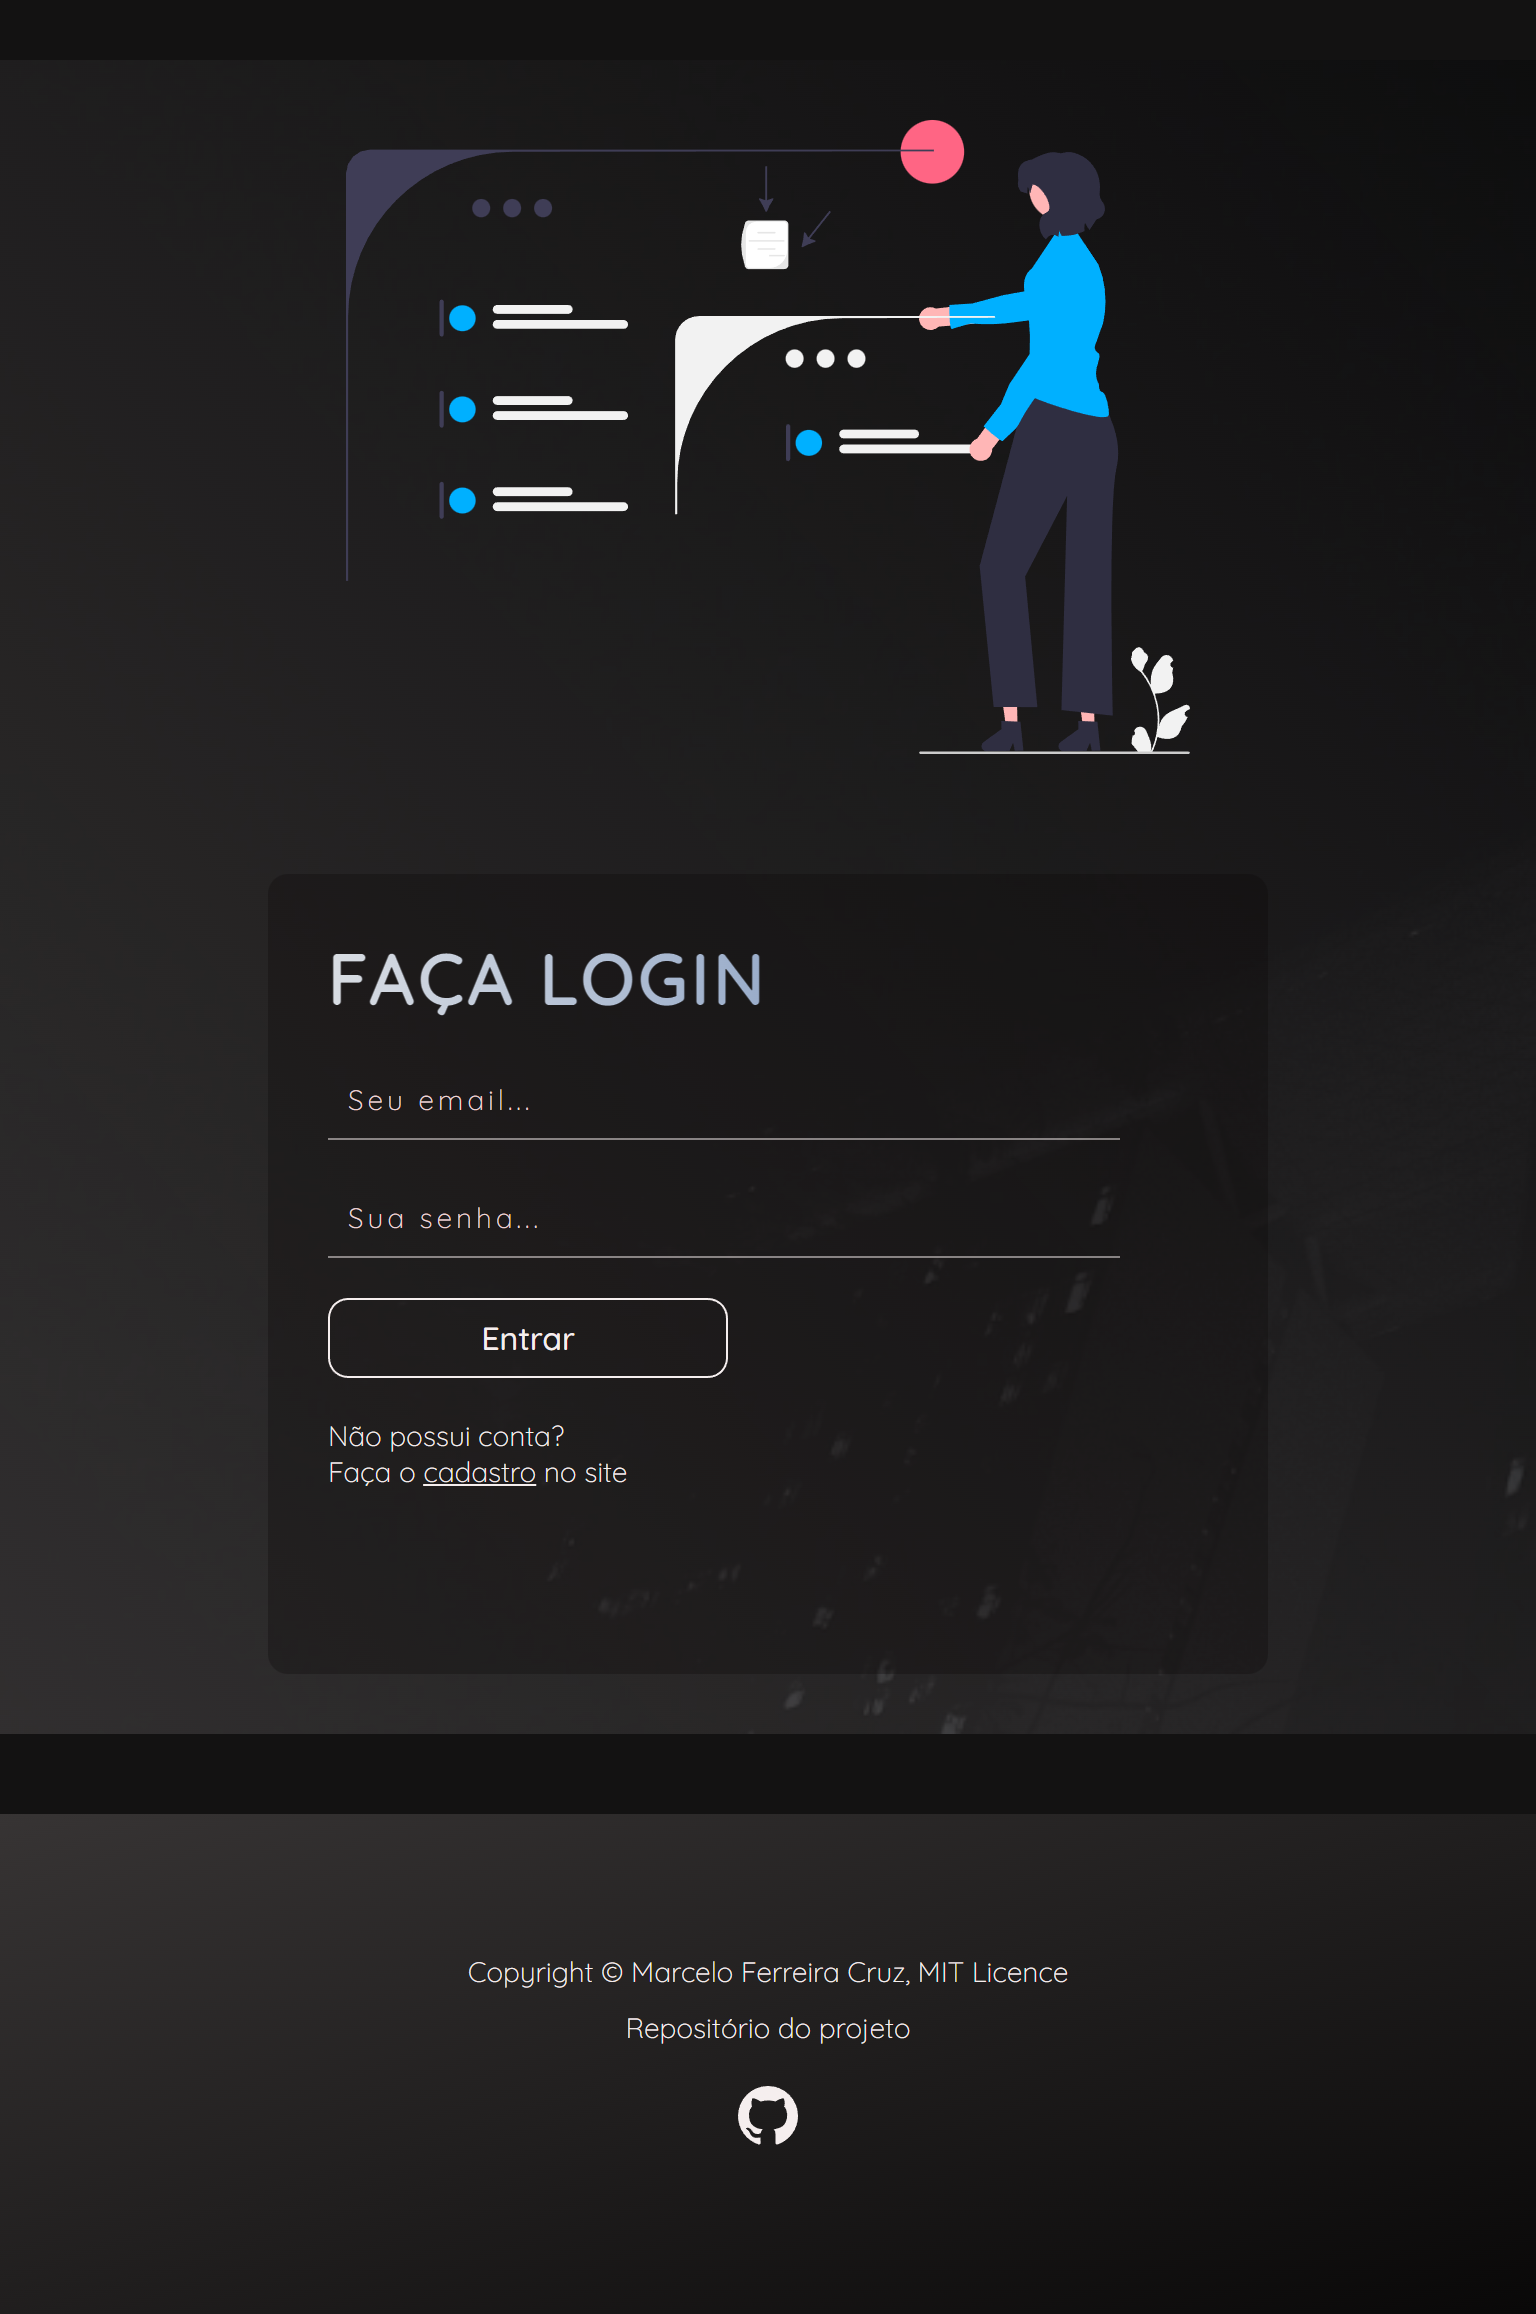 FAÇA LOGIN
Seu email...
Sua senha...
Entrar
Não possui conta?
Faça o cadastro no site
Copyright © Marcelo Ferreira Cruz, MIT Licence
Repositório do projeto